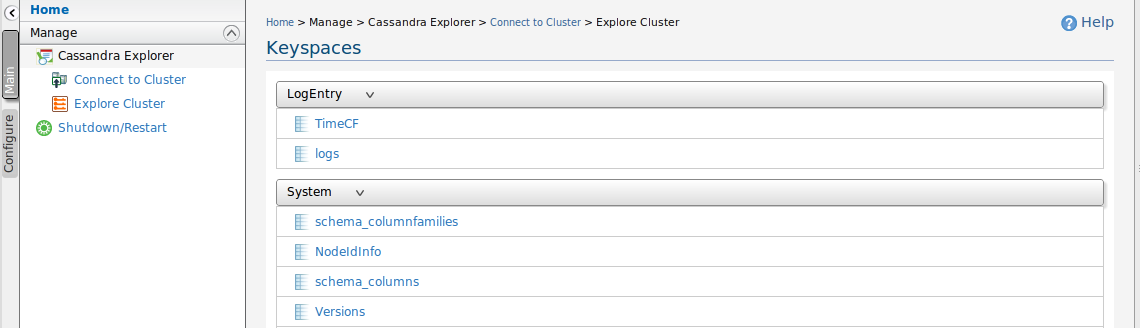 Home
Manage
Cassandra Explorer
Connect to Cluster
Explore Cluster
Shutdown/Restart
Main
Configure
Home > Manage > Cassandra Explorer > Connect to Cluster > Explore Cluster
Help
Keyspaces
LogEntry
TimeCF
logs
System
schema_columnfamilies
NodeIdInfo
schema_columns
Versions